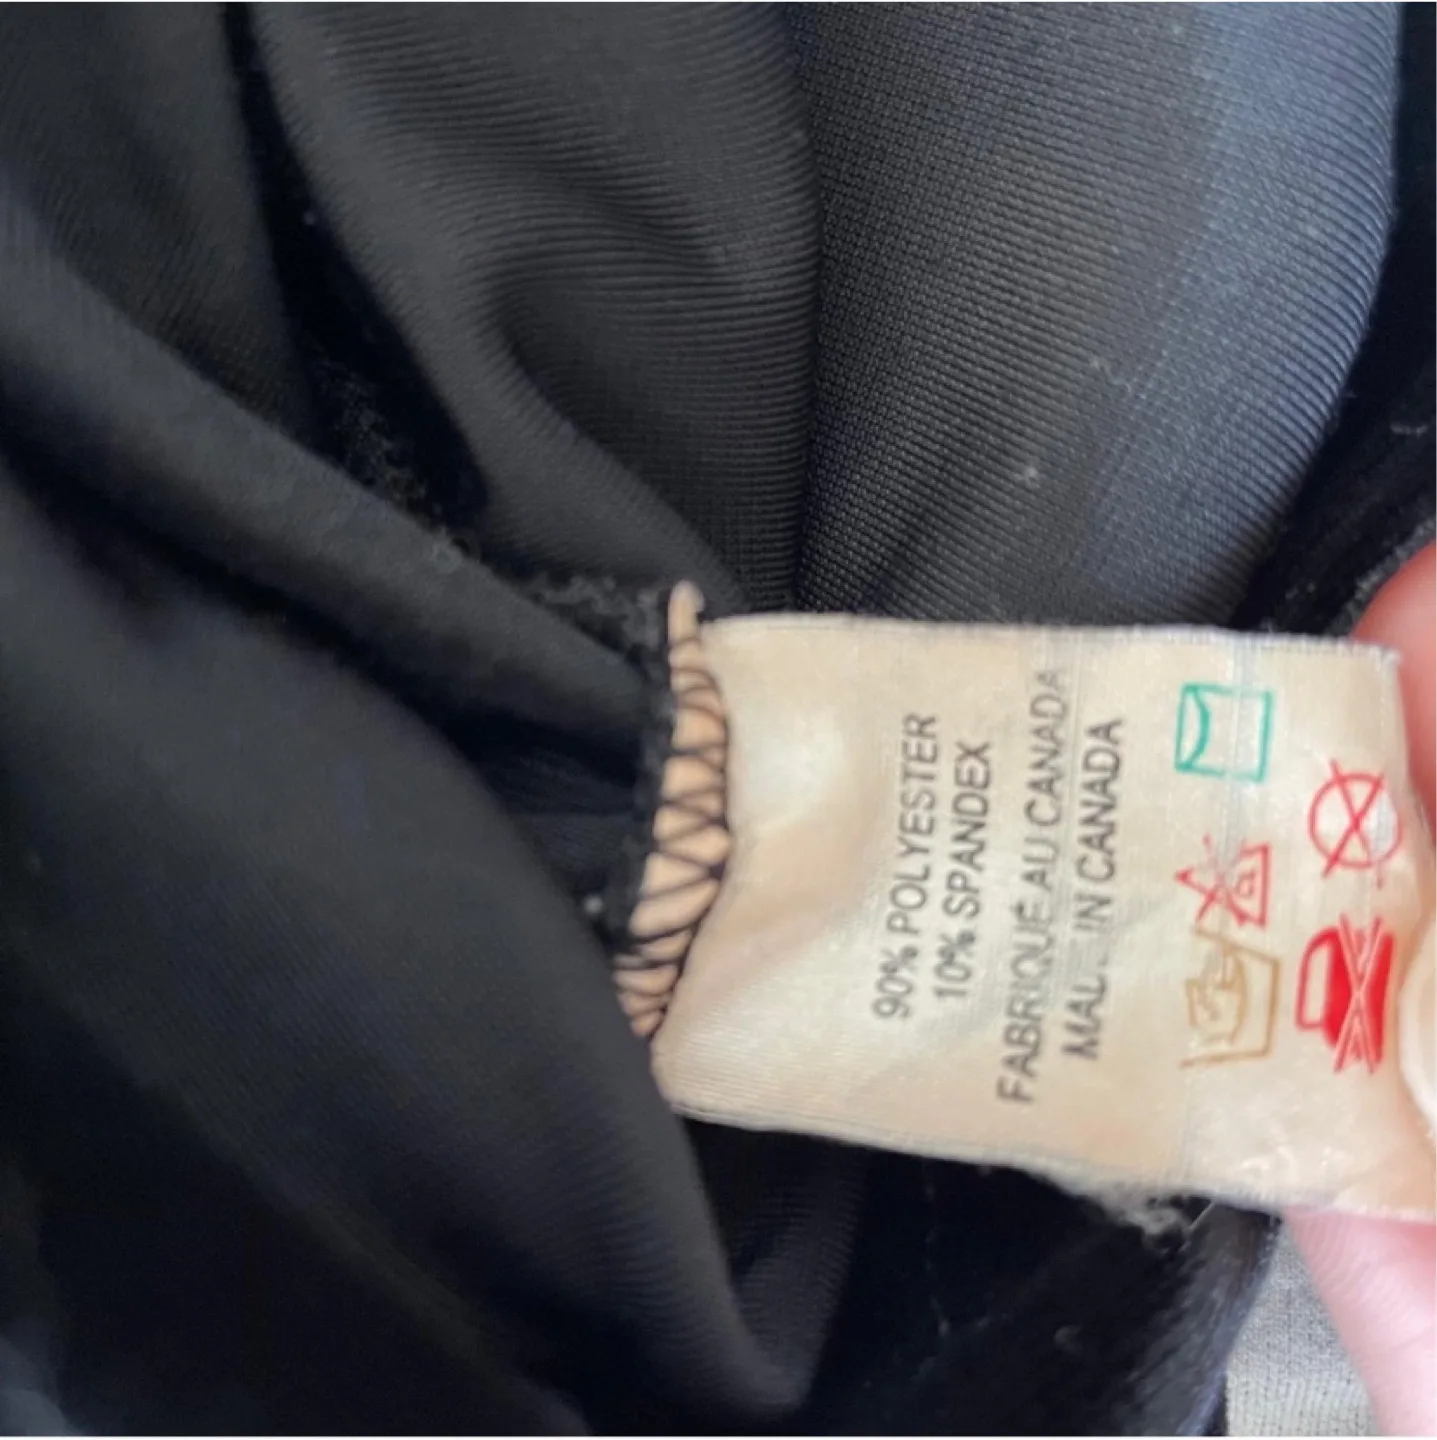 90% POLYESTER
10% SPANDEX
FABRIQUÉ AU CANADA
IN CANADA